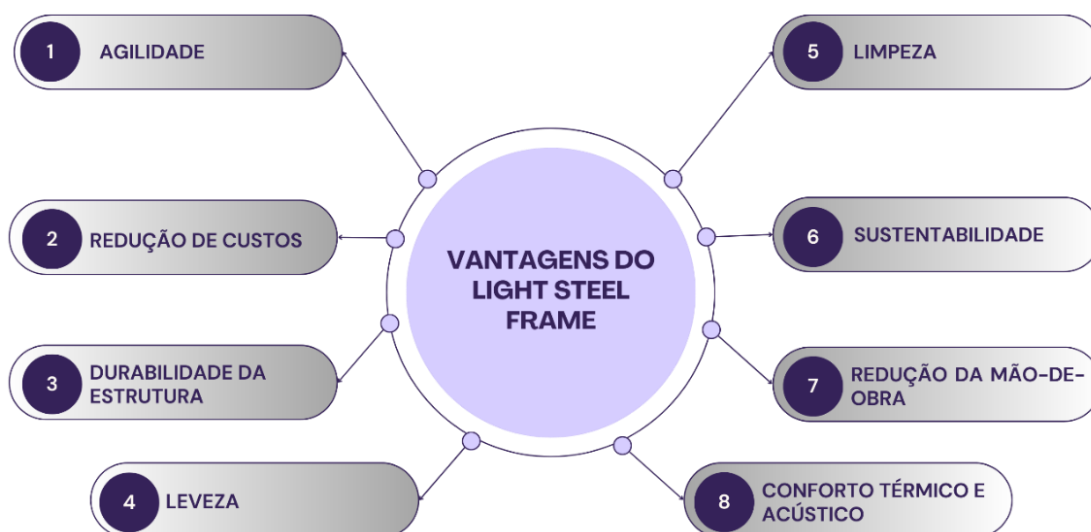 VANTAGENS DO
LIGHT STEEL
FRAME
1 AGILIDADE
2 REDUÇÃO DE CUSTOS
3 DURABILIDADE DA
ESTRUTURA
4 LEVEZA
5 LIMPEZA
6 SUSTENTABILIDADE
7 REDUÇÃO DA MÃO-DE-
OBRA
8 CONFORTO TÉRMICO E
ACÚSTICO